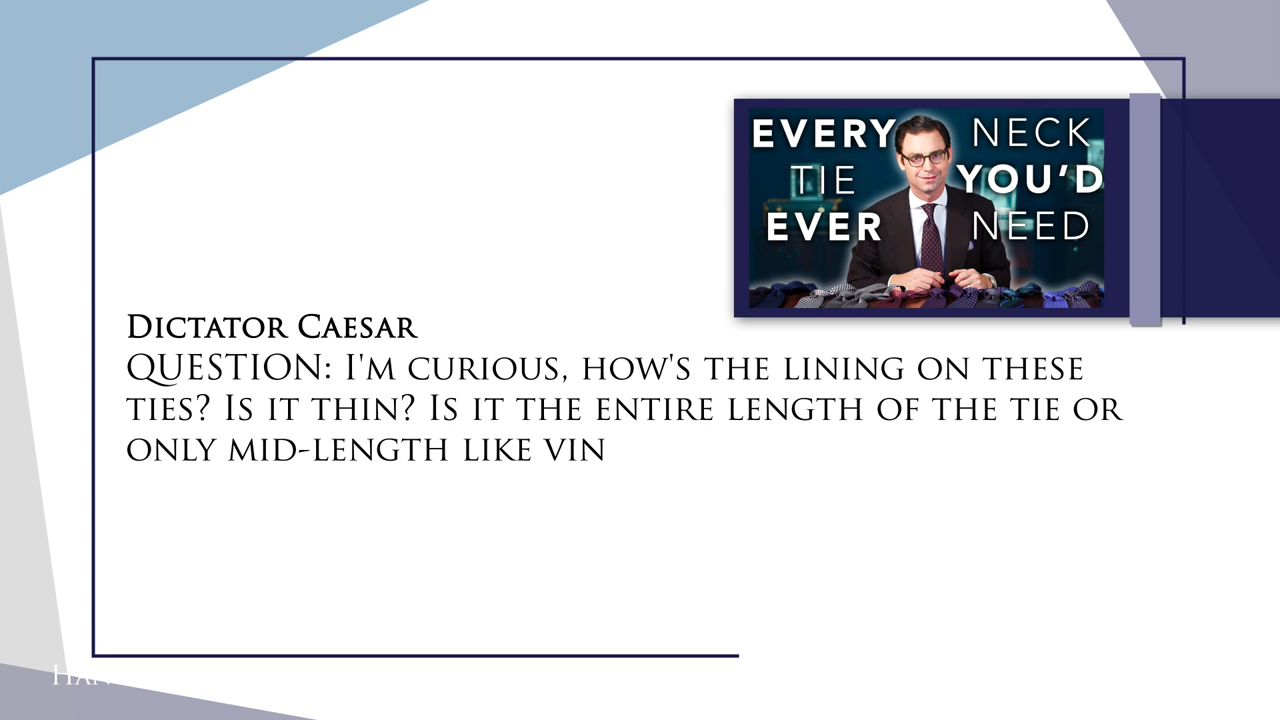 EVERY NECK
TIE YOU'D
EVER NEED
Dictator Caesar
QUESTION: I'm curious, how's the lining on these
ties? Is it thin? Is it the entire length of the tie or
only mid-length like vin